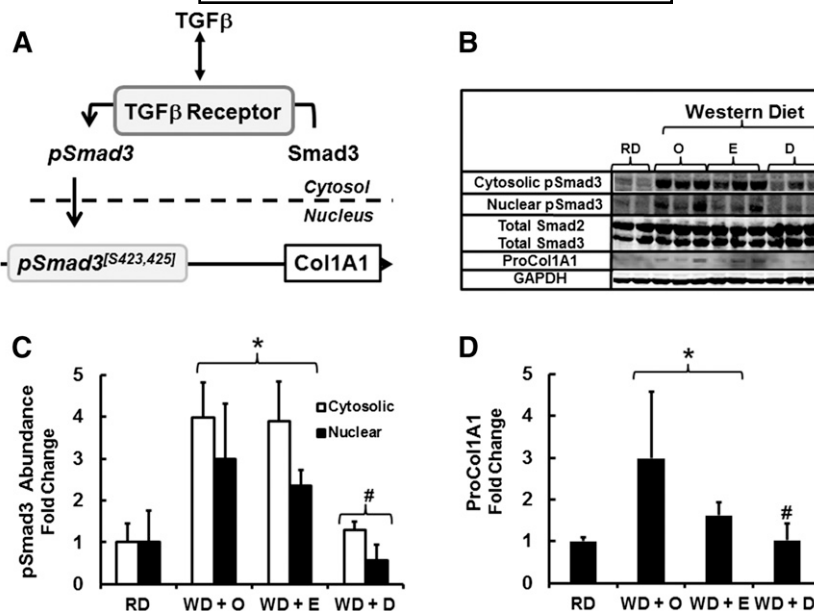 A
TGFβ
TGFβ Receptor
pSmad3
Smad3
Cytosol
Nucleus
pSmad3[S423,425]
Col1A1
B
Western Diet
RD O E D
Cytosolic pSmad3
Nuclear pSmad3
Total Smad2
Total Smad3
ProCol1A1
GAPDH
C
pSmad3 Abundance
Fold Change
5
4
3
2
1
0
*
Cytosolic
Nuclear
#
RD WD + O WD + E WD + D
D
ProCol1A1
Fold Change
5
4
3
2
1
0
*
#
RD WD + O WD + E WD + D